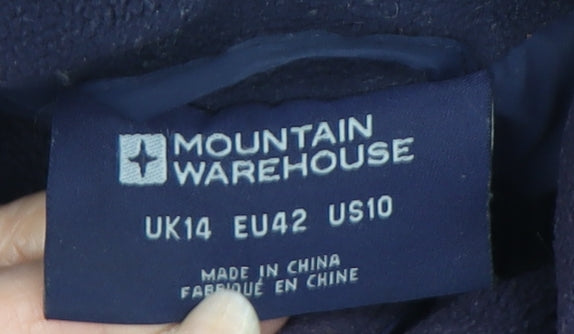 MOUNTAIN
WAREHOUSE
UK14 EU42 US10
MADE IN CHINA
FABRIQUÉ EN CHINE